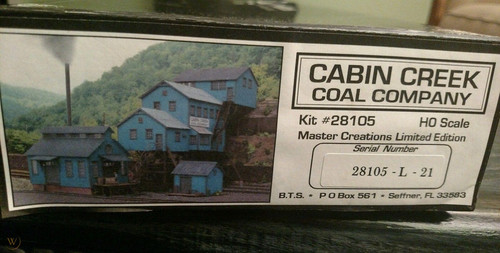 CABIN CREEK
COAL COMPANY
Kit #28105 HO Scale
Master Creations Limited Edition
Serial Number
28105 - L - 21
B.T.S. • P O Box 561 • Seffner, FL 33583
W